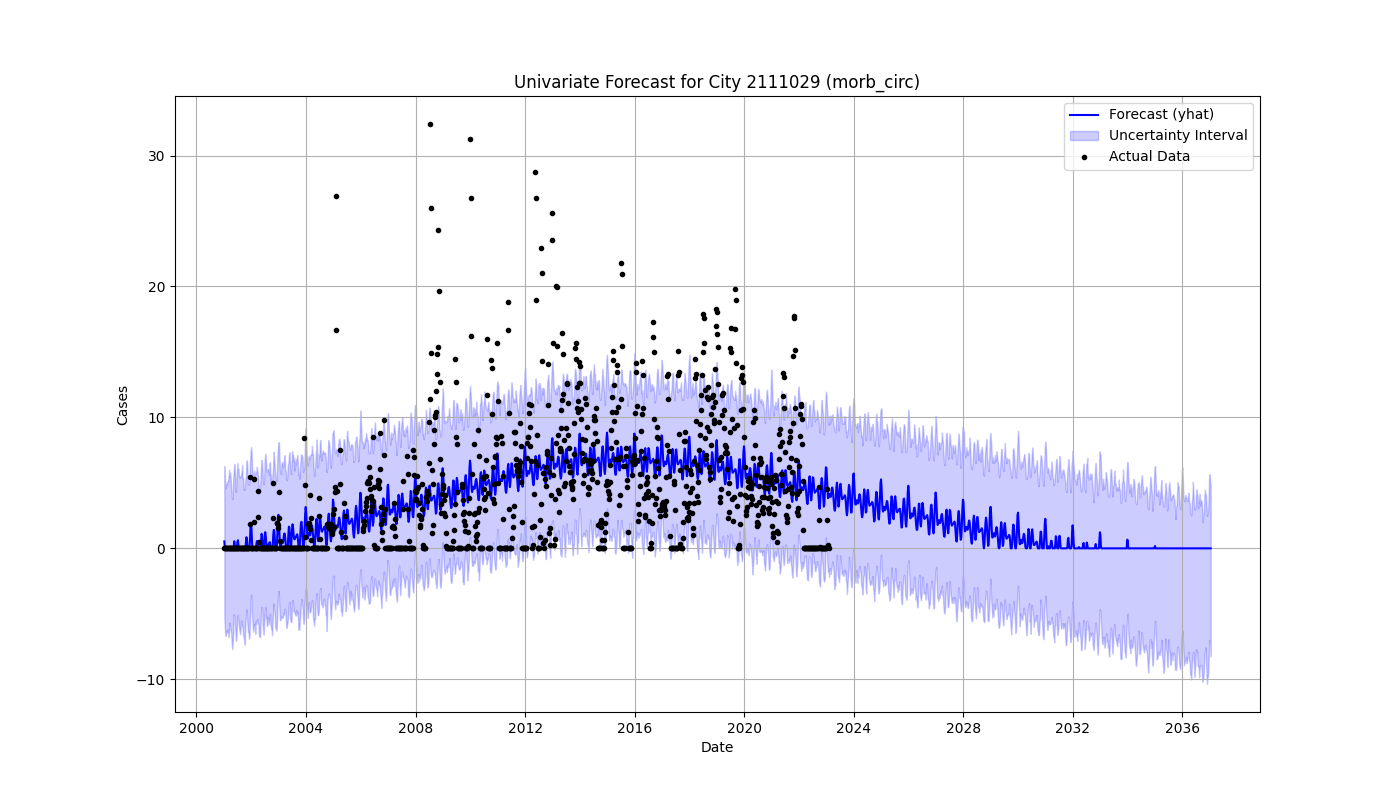 Univariate Forecast for City 2111029 (morb_circ)
Forecast (yhat)
Uncertainty Interval
Actual Data
30
20
10
0
−10
Cases
2000 2004 2008 2012 2016 2020 2024 2028 2032 2036
Date